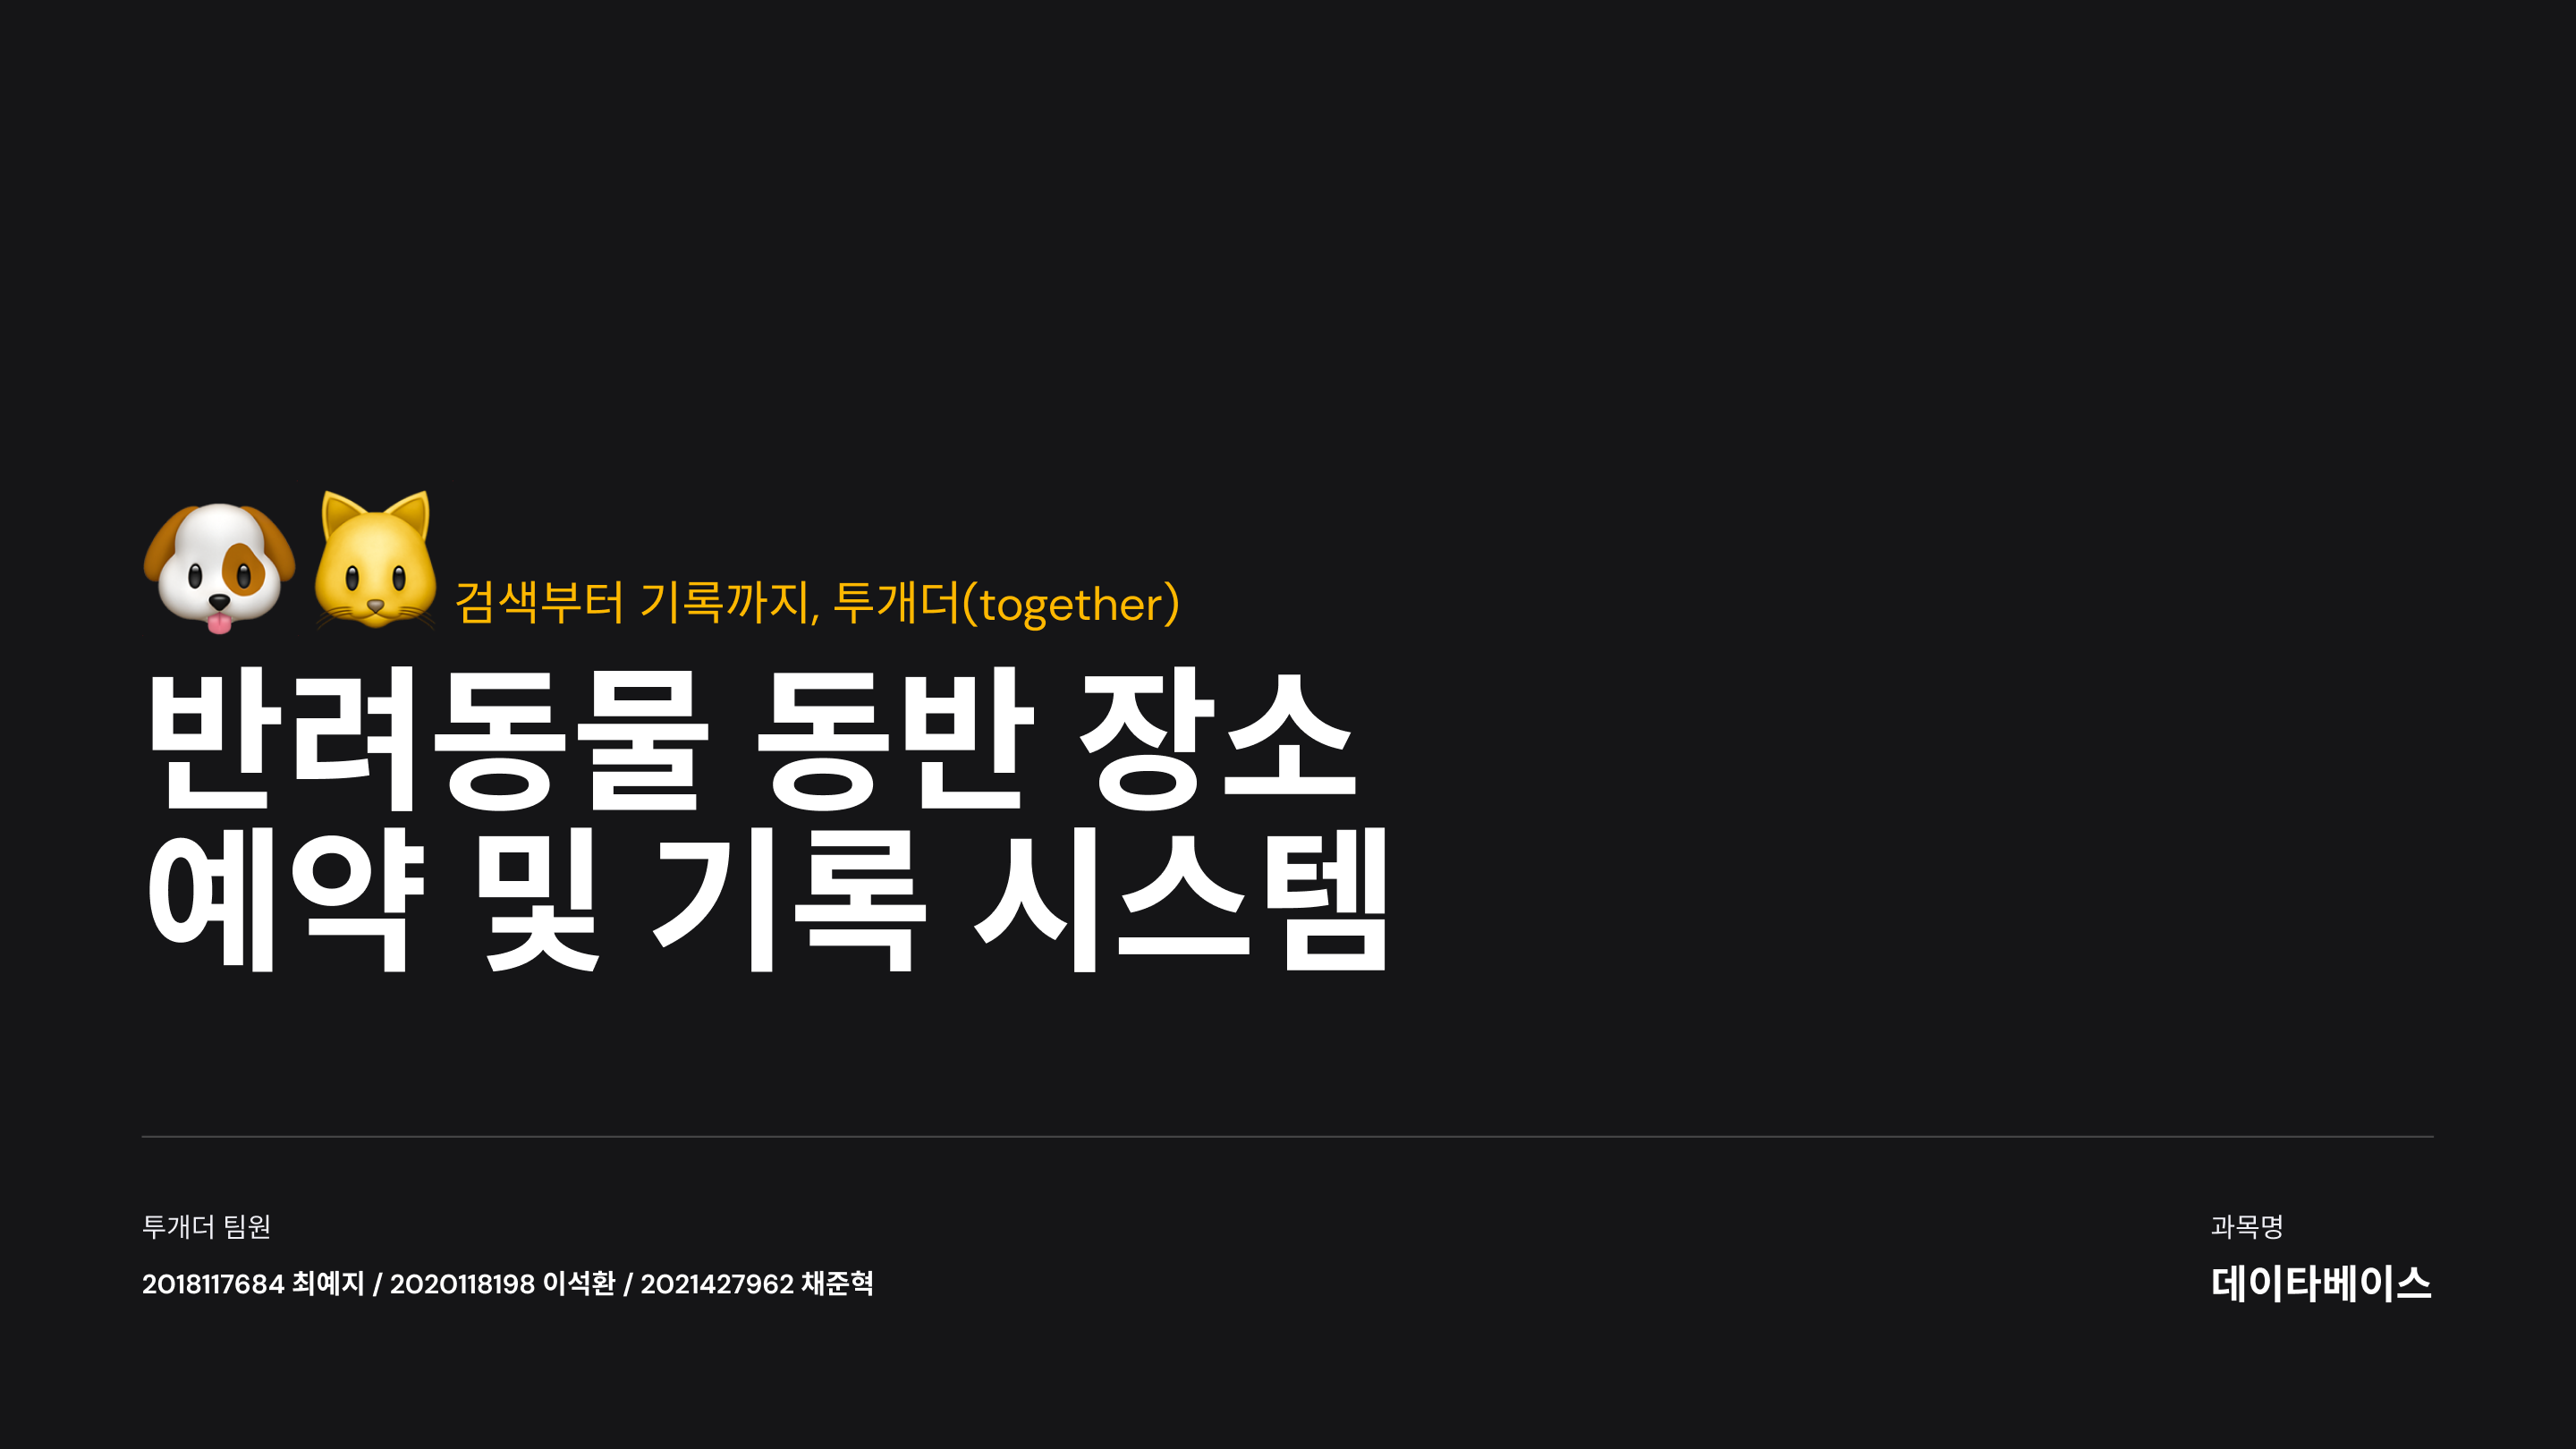 검색부터 기록까지, 투개더(together)
반려동물 동반 장소
예약 및 기록 시스템
투개더 팀원
2018117684 최예지 / 2020118198 이석환 / 2021427962 채준혁
과목명
데이타베이스